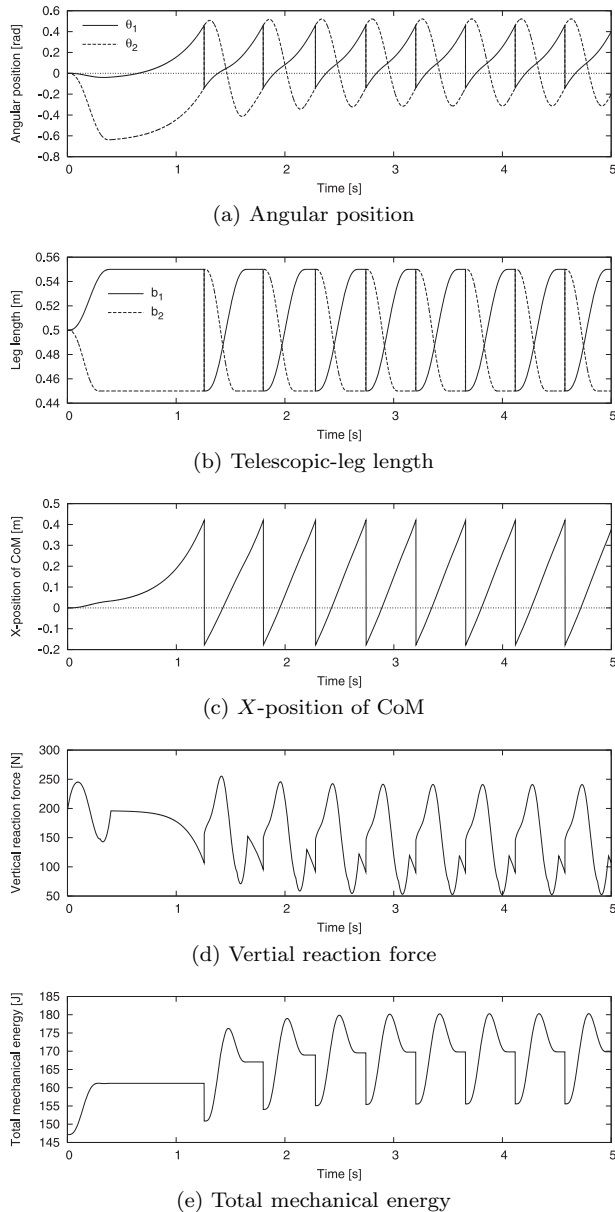 Angular position [rad]
0.6
0.4
0.2
0
-0.2
-0.4
-0.6
-0.8
θ1
θ2
0 1 2 3 4 5
Time [s]
(a) Angular position
Leg length [m]
0.56
0.54
0.52
0.5
0.48
0.46
0.44
b1
b2
0 1 2 3 4 5
Time [s]
(b) Telescopic-leg length
X-position of CoM [m]
0.5
0.4
0.3
0.2
0.1
0
-0.1
-0.2
0 1 2 3 4 5
Time [s]
(c) X-position of CoM
Vertical reaction force [N]
300
250
200
150
100
50
0 1 2 3 4 5
Time [s]
(d) Vertial reaction force
Total mechanical energy [J]
185
180
175
170
165
160
155
150
145
0 1 2 3 4 5
Time [s]
(e) Total mechanical energy